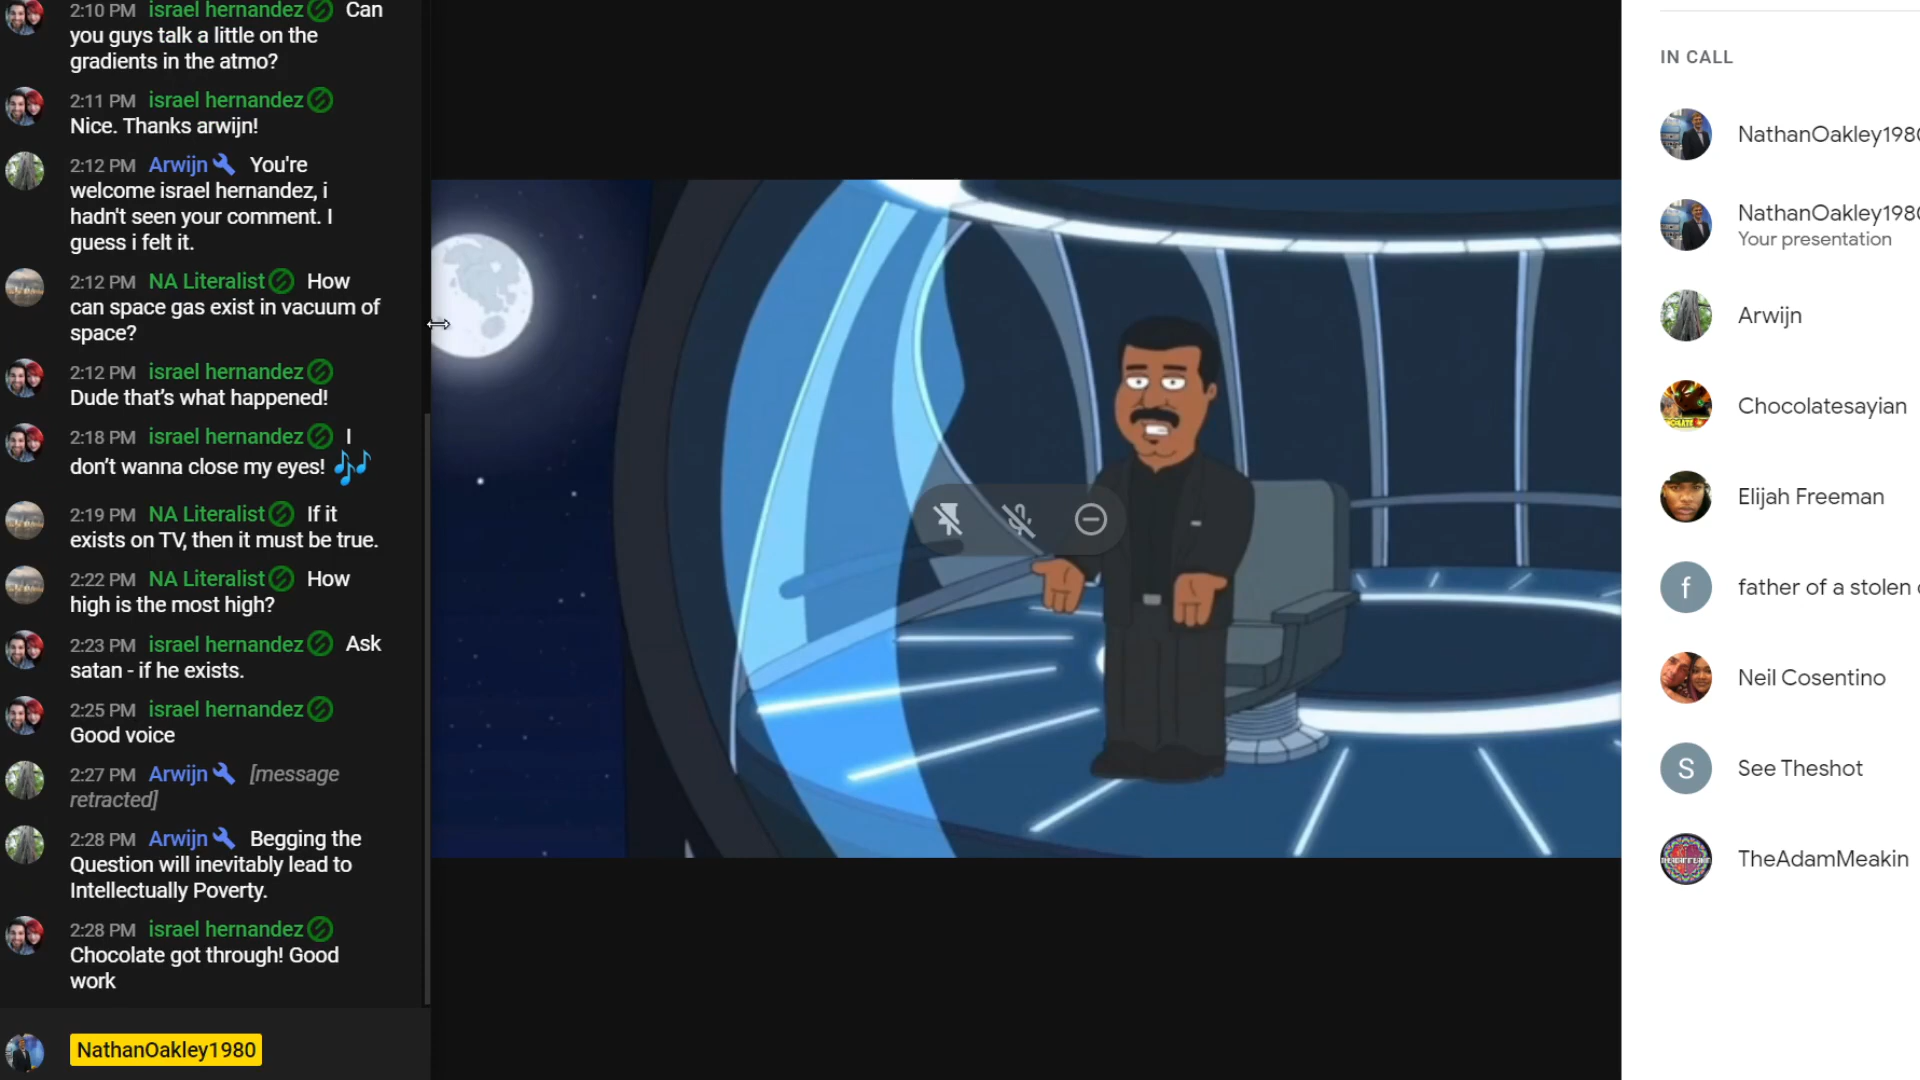 2:10 PM israel hernandez Can
you guys talk a little on the
gradients in the atmo?
2:11 PM israel hernandez
Nice. Thanks arwijn!
2:12 PM Arwijn You're
welcome israel hernandez, i
hadn't seen your comment. I
guess i felt it.
2:12 PM NA Literalist How
can space gas exist in vacuum of
space?
2:12 PM israel hernandez
Dude that’s what happened!
2:18 PM israel hernandez I
don’t wanna close my eyes! 🎶
2:19 PM NA Literalist If it
exists on TV, then it must be true.
2:22 PM NA Literalist How
high is the most high?
2:23 PM israel hernandez Ask
satan - if he exists.
2:25 PM israel hernandez
Good voice
2:27 PM Arwijn [message
retracted]
2:28 PM Arwijn Begging the
Question will inevitably lead to
Intellectually Poverty.
2:28 PM israel hernandez
Chocolate got through! Good
work
NathanOakley1980
IN CALL
NathanOakley1980
NathanOakley1980
Your presentation
Arwijn
Chocolatesayian
Elijah Freeman
f
father of a stolen
Neil Cosentino
S
See Theshot
TheAdamMeakin